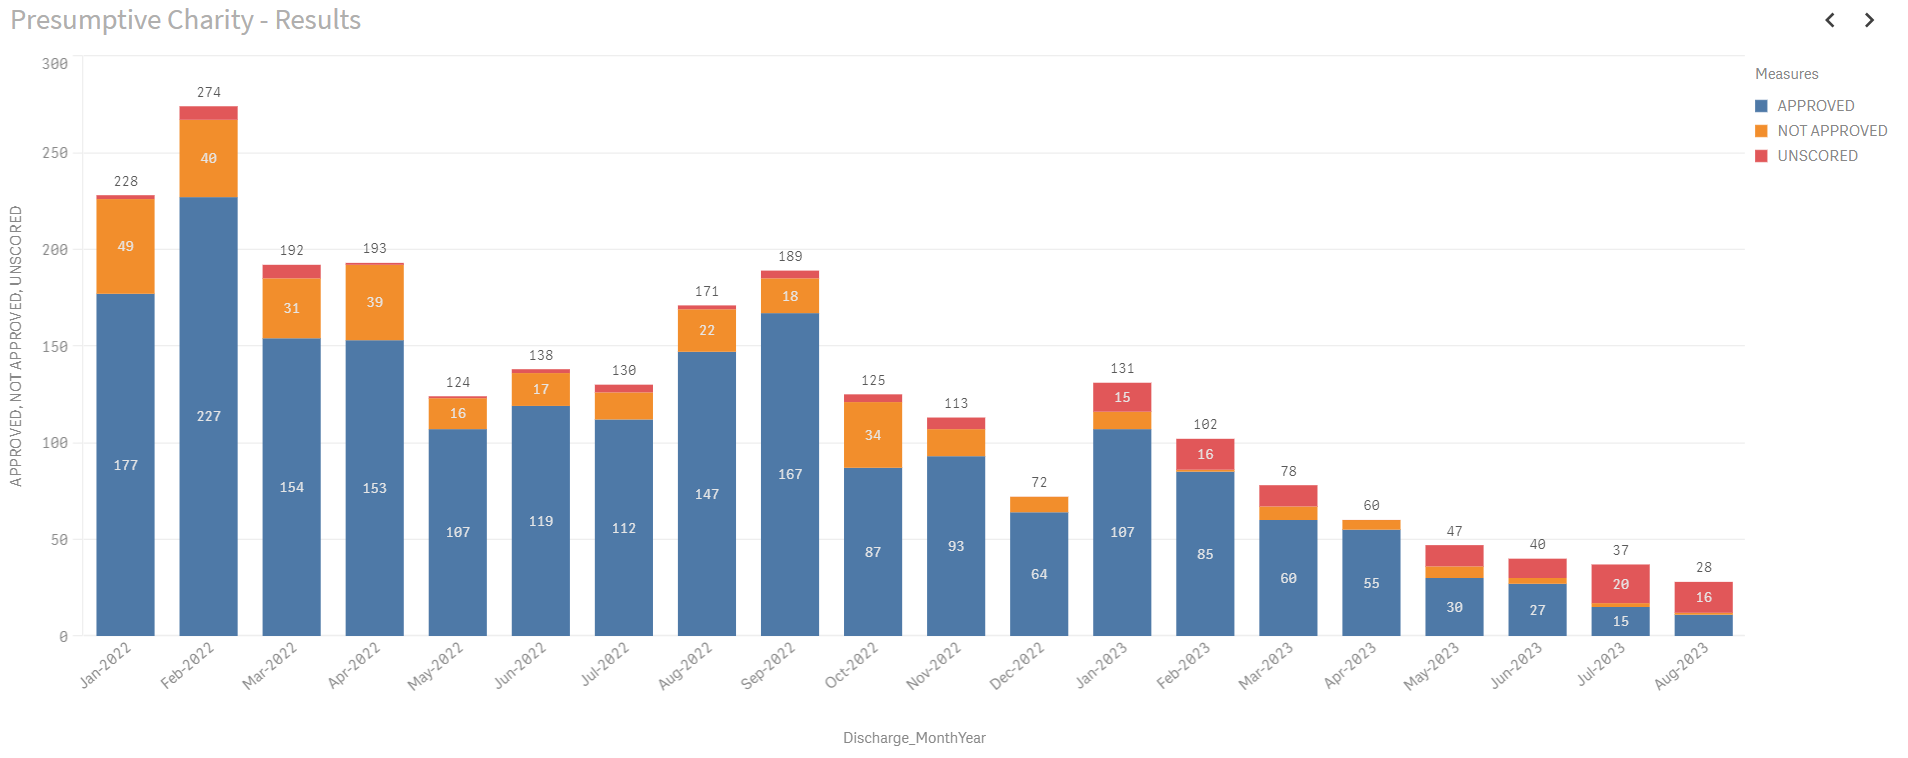 Presumptive Charity - Results
Measures
APPROVED
NOT APPROVED
UNSCORED
APPROVED, NOT APPROVED, UNSCORED
300
250
200
150
100
50
0
228
49
177
274
40
227
192
31
154
193
39
153
124
16
107
138
17
119
130
112
171
22
147
189
18
167
125
34
87
113
93
72
64
131
15
107
102
16
85
78
60
60
55
47
30
40
27
37
20
15
28
16
Jan-2022
Feb-2022
Mar-2022
Apr-2022
May-2022
Jun-2022
Jul-2022
Aug-2022
Sep-2022
Oct-2022
Nov-2022
Dec-2022
Jan-2023
Feb-2023
Mar-2023
Apr-2023
May-2023
Jun-2023
Jul-2023
Aug-2023
Discharge_MonthYear